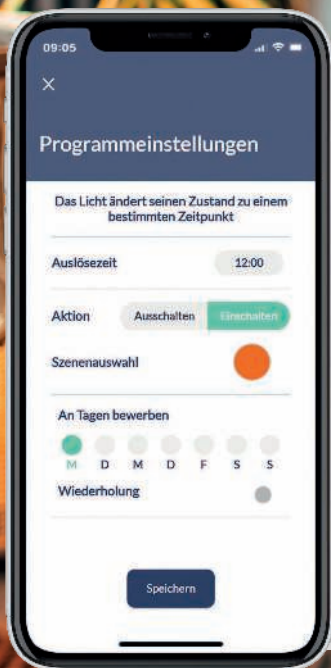 09:05
Programmeinstellungen
Das Licht ändert seinen Zustand zu einem
bestimmten Zeitpunkt
Auslösezeit 12:00
Aktion Ausschalten Einschalten
Szenenauswahl
An Tagen bewerben
M D M D F S S
Wiederholung
Speichern